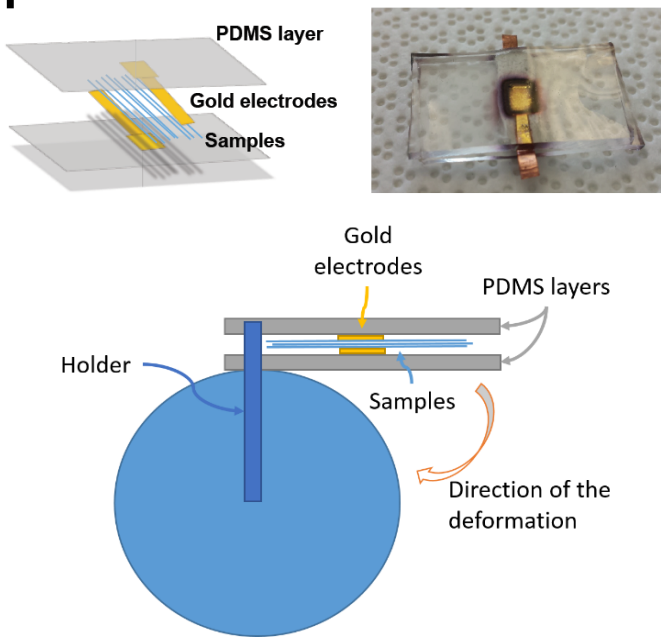 PDMS layer
Gold electrodes
Samples
Gold
electrodes
PDMS layers
Holder
Samples
Direction of the
deformation